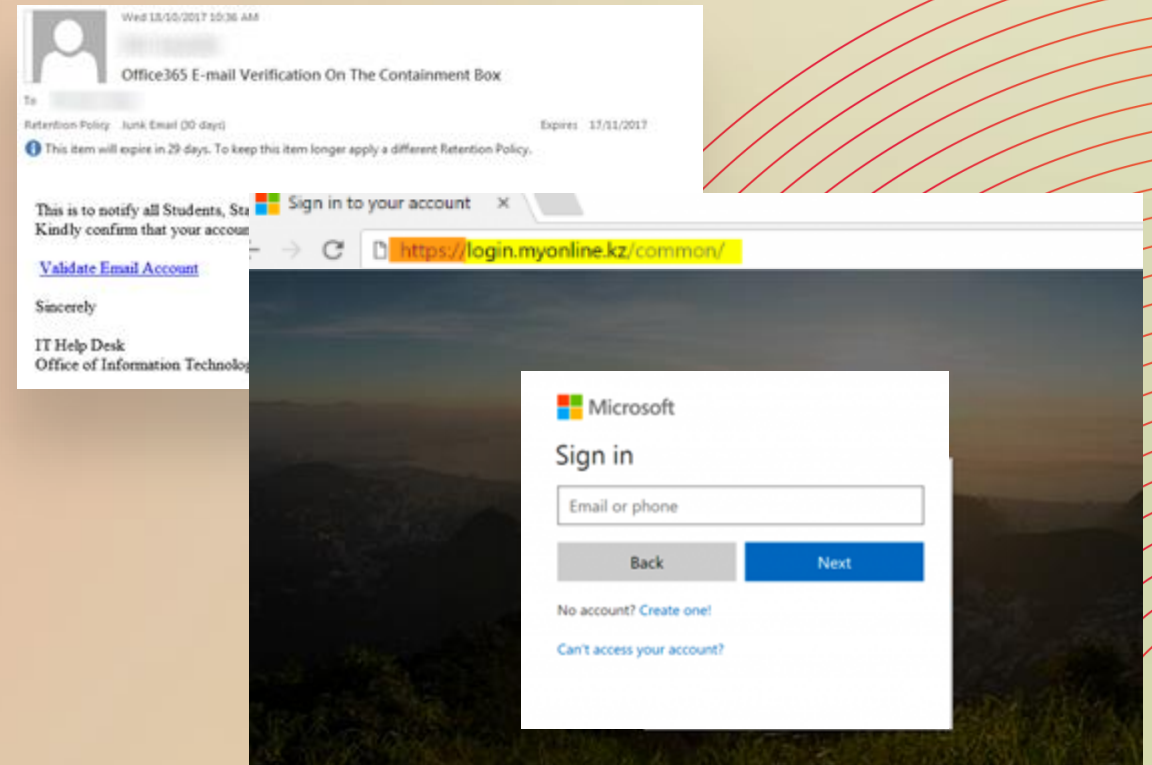 Wed 18/10/2017 10:36 AM
Office365 E-mail Verification On The Containment Box
To
Retention Policy Junk Email (30 days)
Expires 17/11/2017
This item will expire in 29 days. To keep this item longer apply a different Retention Policy.
This is to notify all Students, Sta
Kindly confirm that your accoun
Validate Email Account
Sincerely
IT Help Desk
Office of Information Technolog
Sign in to your account
https://login.myonline.kz/common/
Microsoft
Sign in
Email or phone
Back
Next
No account? Create one!
Can't access your account?